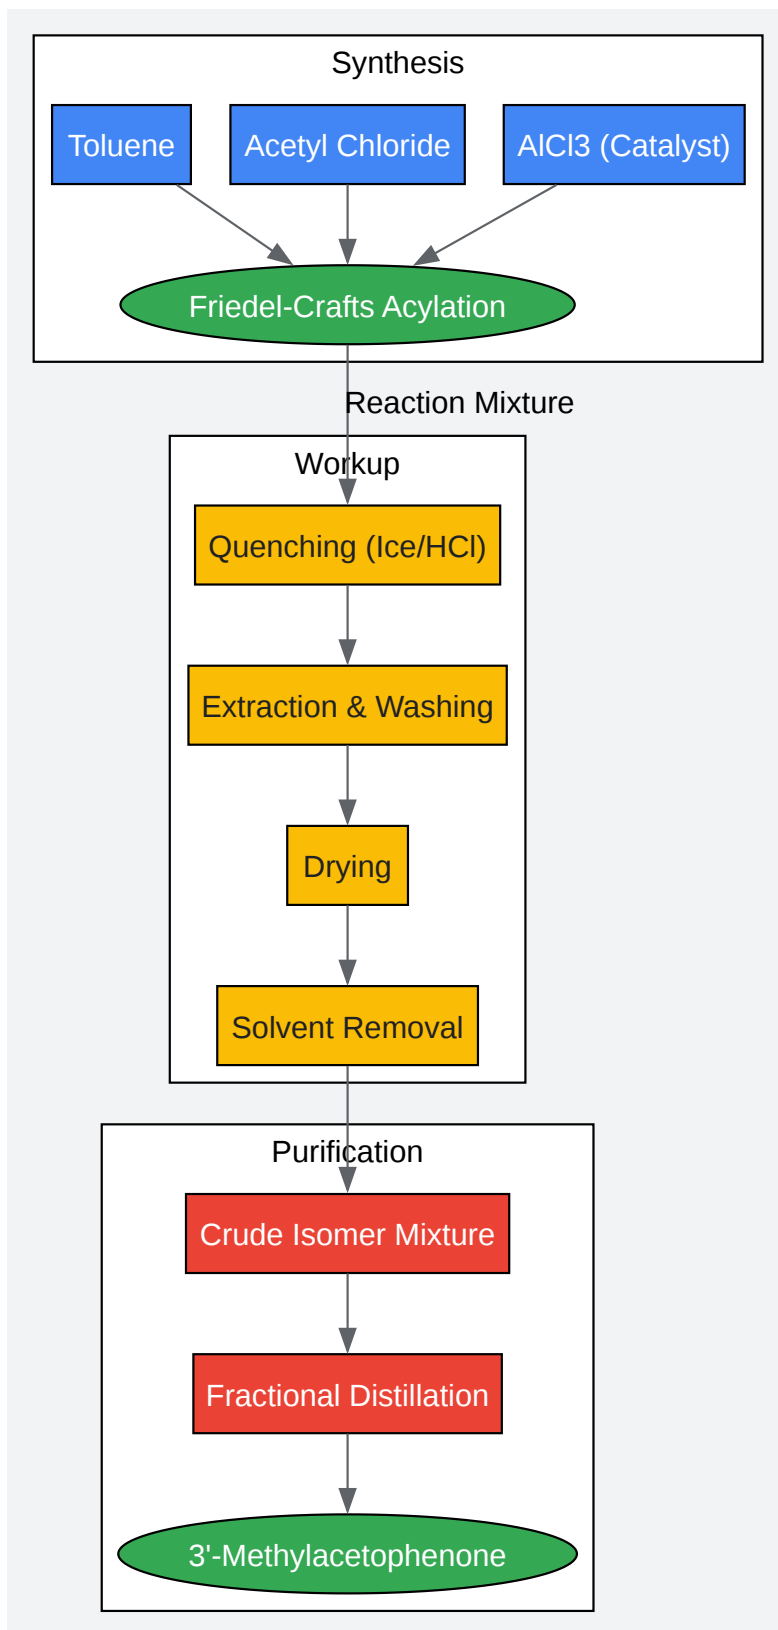 Synthesis
Toluene
Acetyl Chloride
AlCl3 (Catalyst)
Friedel-Crafts Acylation
Reaction Mixture
Workup
Quenching (Ice/HCl)
Extraction & Washing
Drying
Solvent Removal
Purification
Crude Isomer Mixture
Fractional Distillation
3'-Methylacetophenone